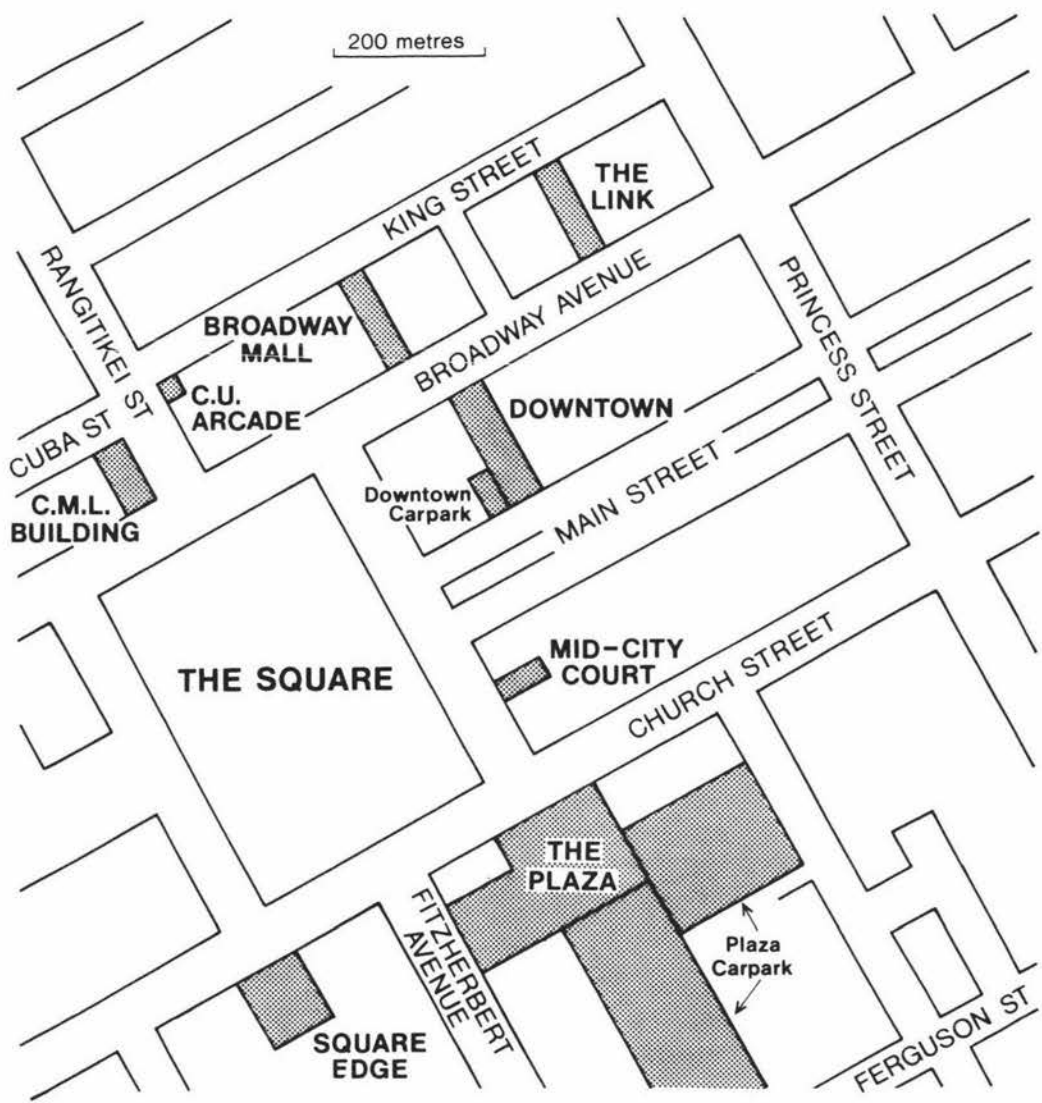 200 metres
KING STREET
THE
LINK
RANGITIKEI ST
BROADWAY
MALL
BROADWAY AVENUE
PRINCESS STREET
C.U.
ARCADE
DOWNTOWN
CUBA ST
C.M.L.
BUILDING
Downtown
Carpark
MAIN STREET
THE SQUARE
MID-CITY
COURT
CHURCH STREET
THE
PLAZA
FITZHERBERT
AVENUE
Plaza
Carpark
SQUARE
EDGE
FERGUSON ST